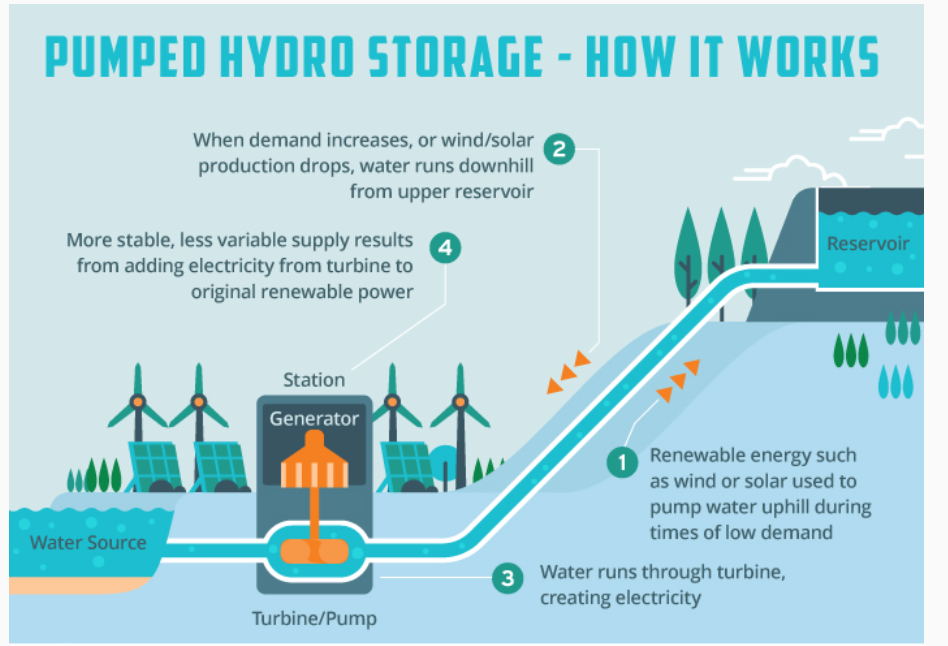 PUMPED HYDRO STORAGE - HOW IT WORKS
When demand increases, or wind/solar
production drops, water runs downhill
from upper reservoir
2
More stable, less variable supply results
from adding electricity from turbine to
original renewable power
4
Reservoir
Station
Generator
1
Renewable energy such
as wind or solar used to
pump water uphill during
times of low demand
Water Source
3
Water runs through turbine,
creating electricity
Turbine/Pump